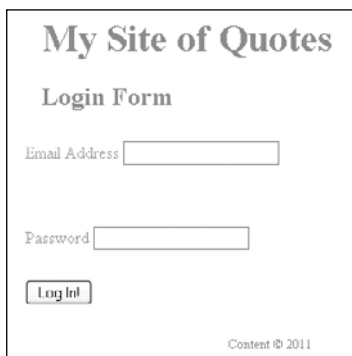 My Site of Quotes
Login Form
Email Address
Password
Log In!
Content © 2011